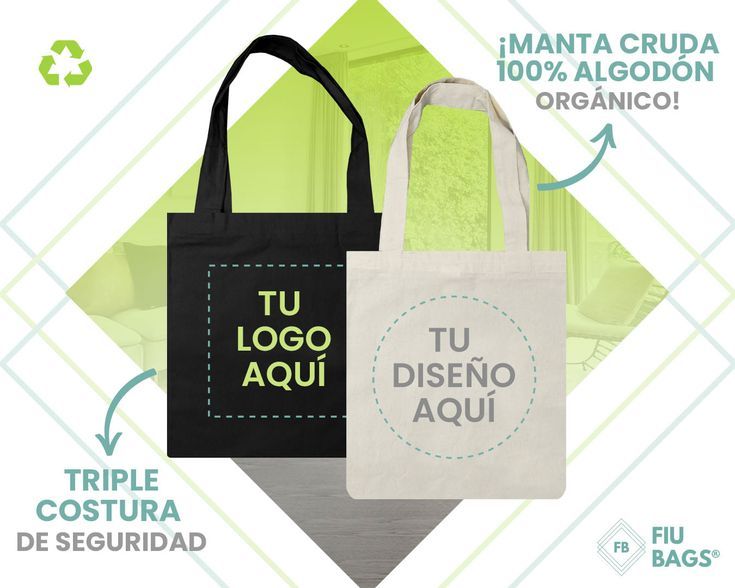 ¡MANTA CRUDA
100% ALGODÓN
ORGÁNICO!
TU
LOGO
AQUÍ
TU
DISEÑO
AQUÍ
TRIPLE
COSTURA
DE SEGURIDAD
FB
FIU
BAGS®